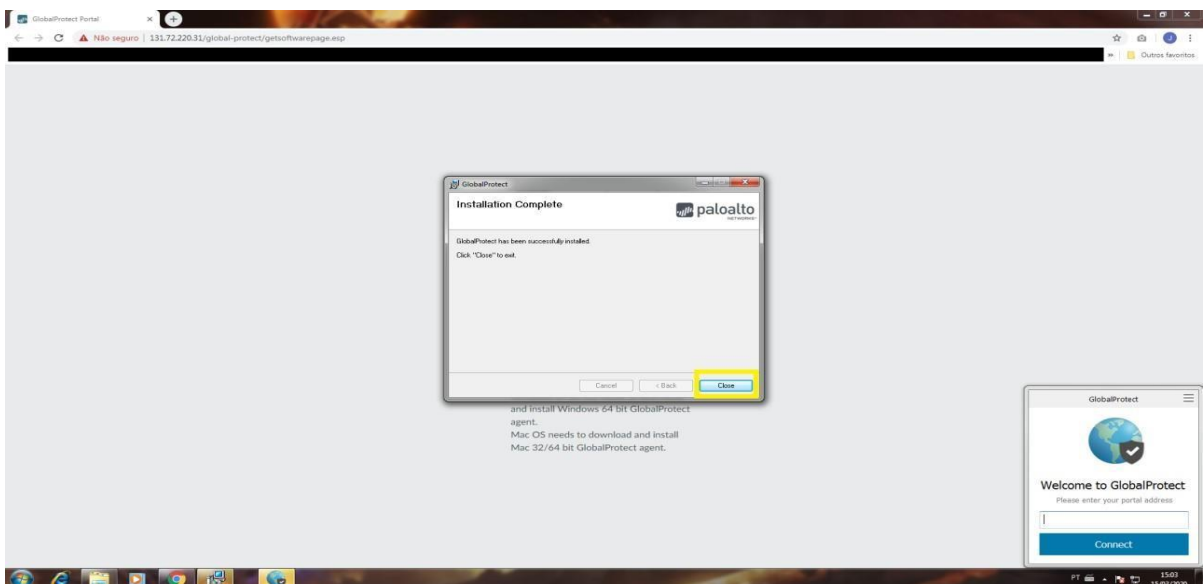 GlobalProtect Portal
Não seguro | 131.72.220.31/global-protect/getsoftwarepage.esp
Outros favoritos
GlobalProtect
Installation Complete
paloalto
NETWORKS
GlobalProtect has been successfully installed.
Click "Close" to exit.
Cancel
< Back
Close
and install Windows 64 bit GlobalProtect
agent.
Mac OS needs to download and install
Mac 32/64 bit GlobalProtect agent.
GlobalProtect
Welcome to GlobalProtect
Please enter your portal address
Connect
PT
15:03